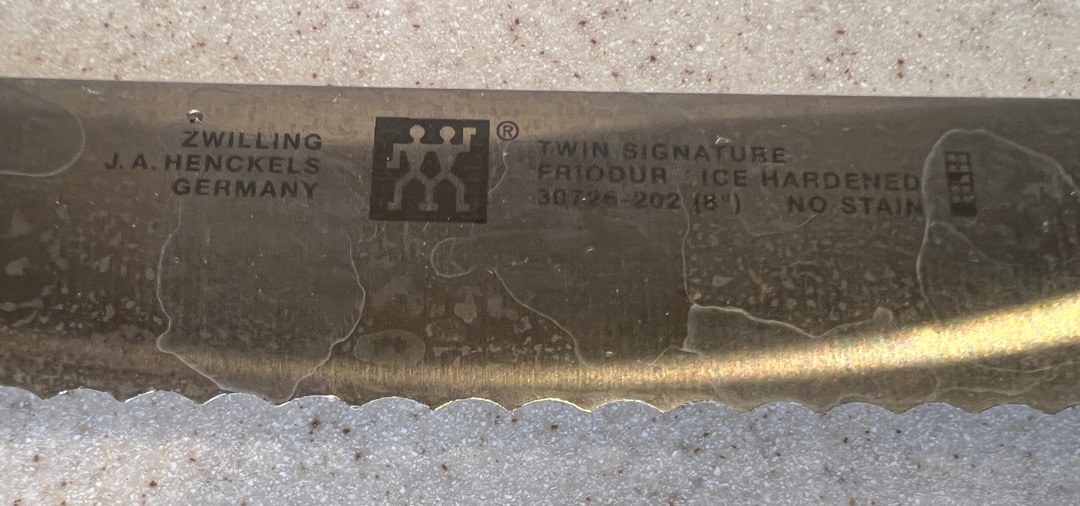 ZWILLING
J. A. HENCKELS
GERMANY
®
TWIN SIGNATURE
FRIODUR ICE HARDENED
30726-202 (8") NO STAIN